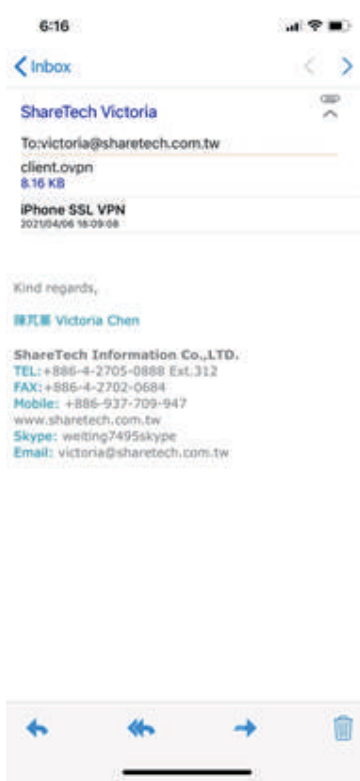 6:16
Inbox
ShareTech Victoria
To:victoria@sharetech.com.tw
client.ovpn
8.16 KB
iPhone SSL VPN
2021/04/06 18:09:08
Kind regards,
Victoria Chen
ShareTech Information Co.,LTD.
TEL:+886-4-2705-0888 Ext.312
FAX:+886-4-2702-0684
Mobile: +886-937-709-947
www.sharetech.com.tw
Skype: weiting7495skype
Email: victoria@sharetech.com.tw